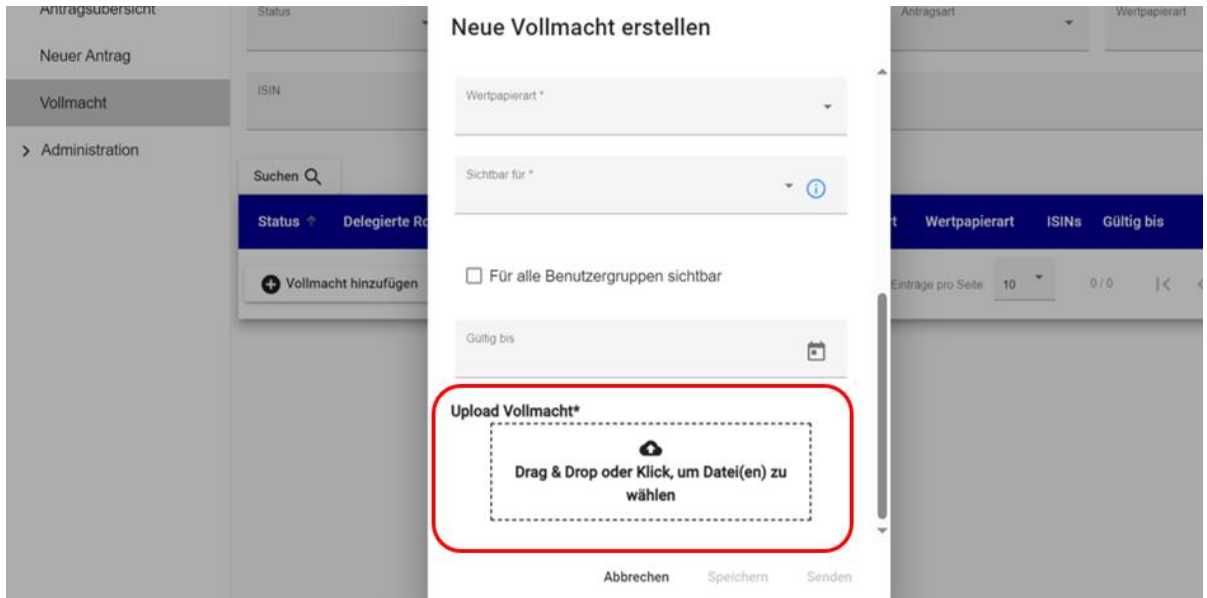 Antragsübersicht
Neuer Antrag
Vollmacht
Administration
Status
Antragsart
Wertpapierart
ISIN
Suchen
Status Delegierte Ro
t Wertpapierart ISINs Gültig bis
Vollmacht hinzufügen
Einträge pro Seite: 10 0 / 0
Neue Vollmacht erstellen
Wertpapierart *
Sichtbar für *
Für alle Benutzergruppen sichtbar
Gültig bis
Upload Vollmacht*
Drag & Drop oder Klick, um Datei(en) zu
wählen
Abbrechen Speichern Senden